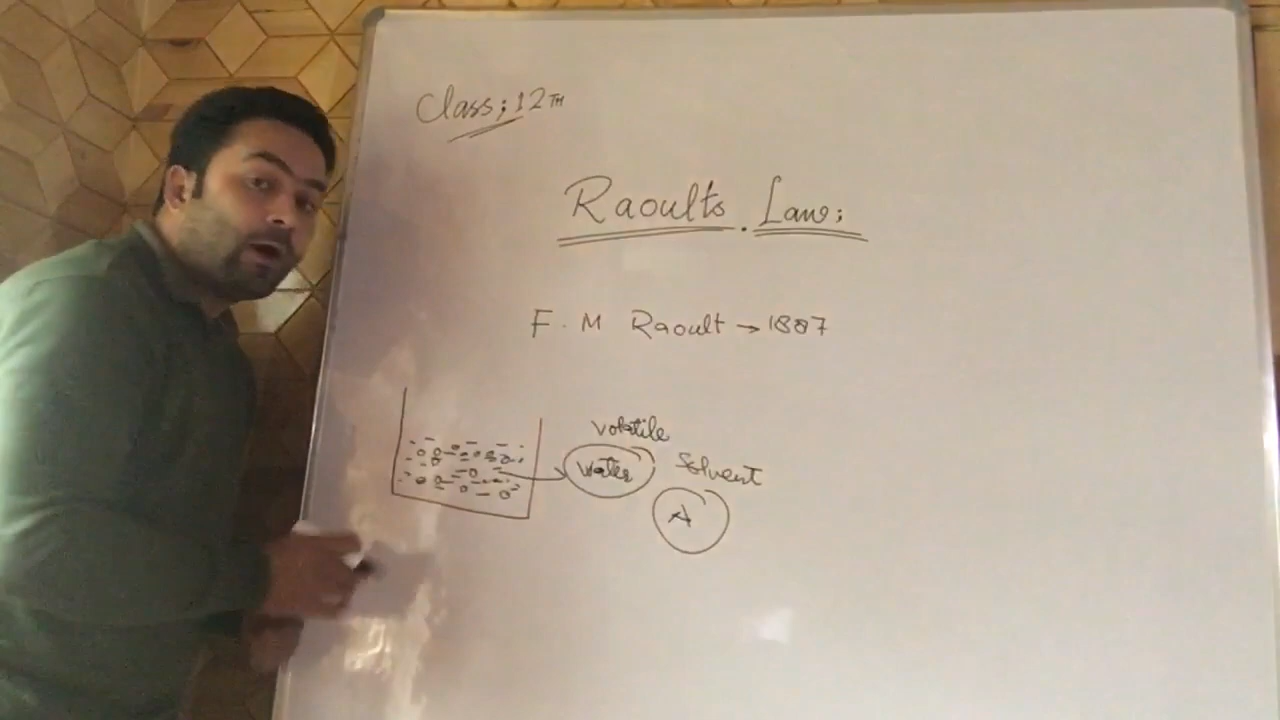 Class; 12TH
Raoults. Law:
F. M Raoult → 1887
Volatile
Water
Solvent
A